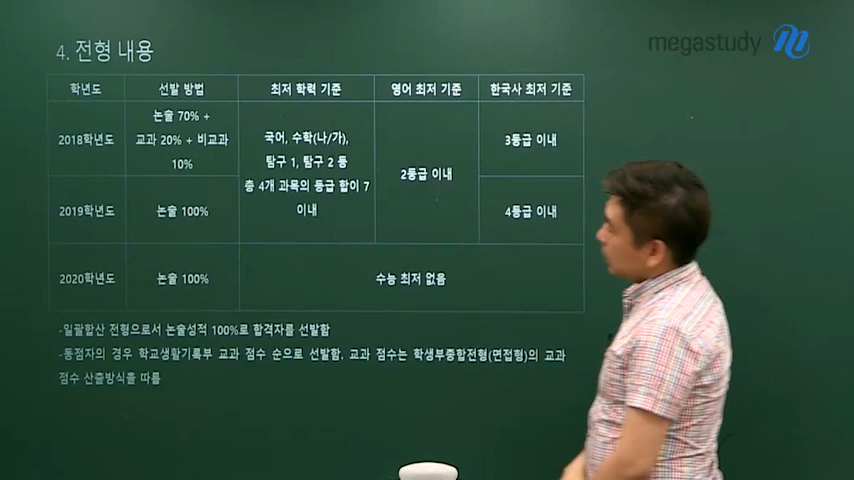 megastudy
4. 전형 내용
학년도 선발 방법 최저 학력 기준 영어 최저 기준 한국사 최저 기준
2018학년도
논술 70% +
교과 20% + 비교과
10%
국어, 수학(나/가),
탐구 1, 탐구 2 등
총 4개 과목의 등급 합이 7
이내
2등급 이내
3등급 이내
2019학년도 논술 100%
4등급 이내
2020학년도 논술 100% 수능 최저 없음
-일괄합산 전형으로서 논술성적 100%로 합격자를 선발함
-동점자의 경우 학교생활기록부 교과 점수 순으로 선발함. 교과 점수는 학생부종합전형(면접형)의 교과
점수 산출방식을 따름